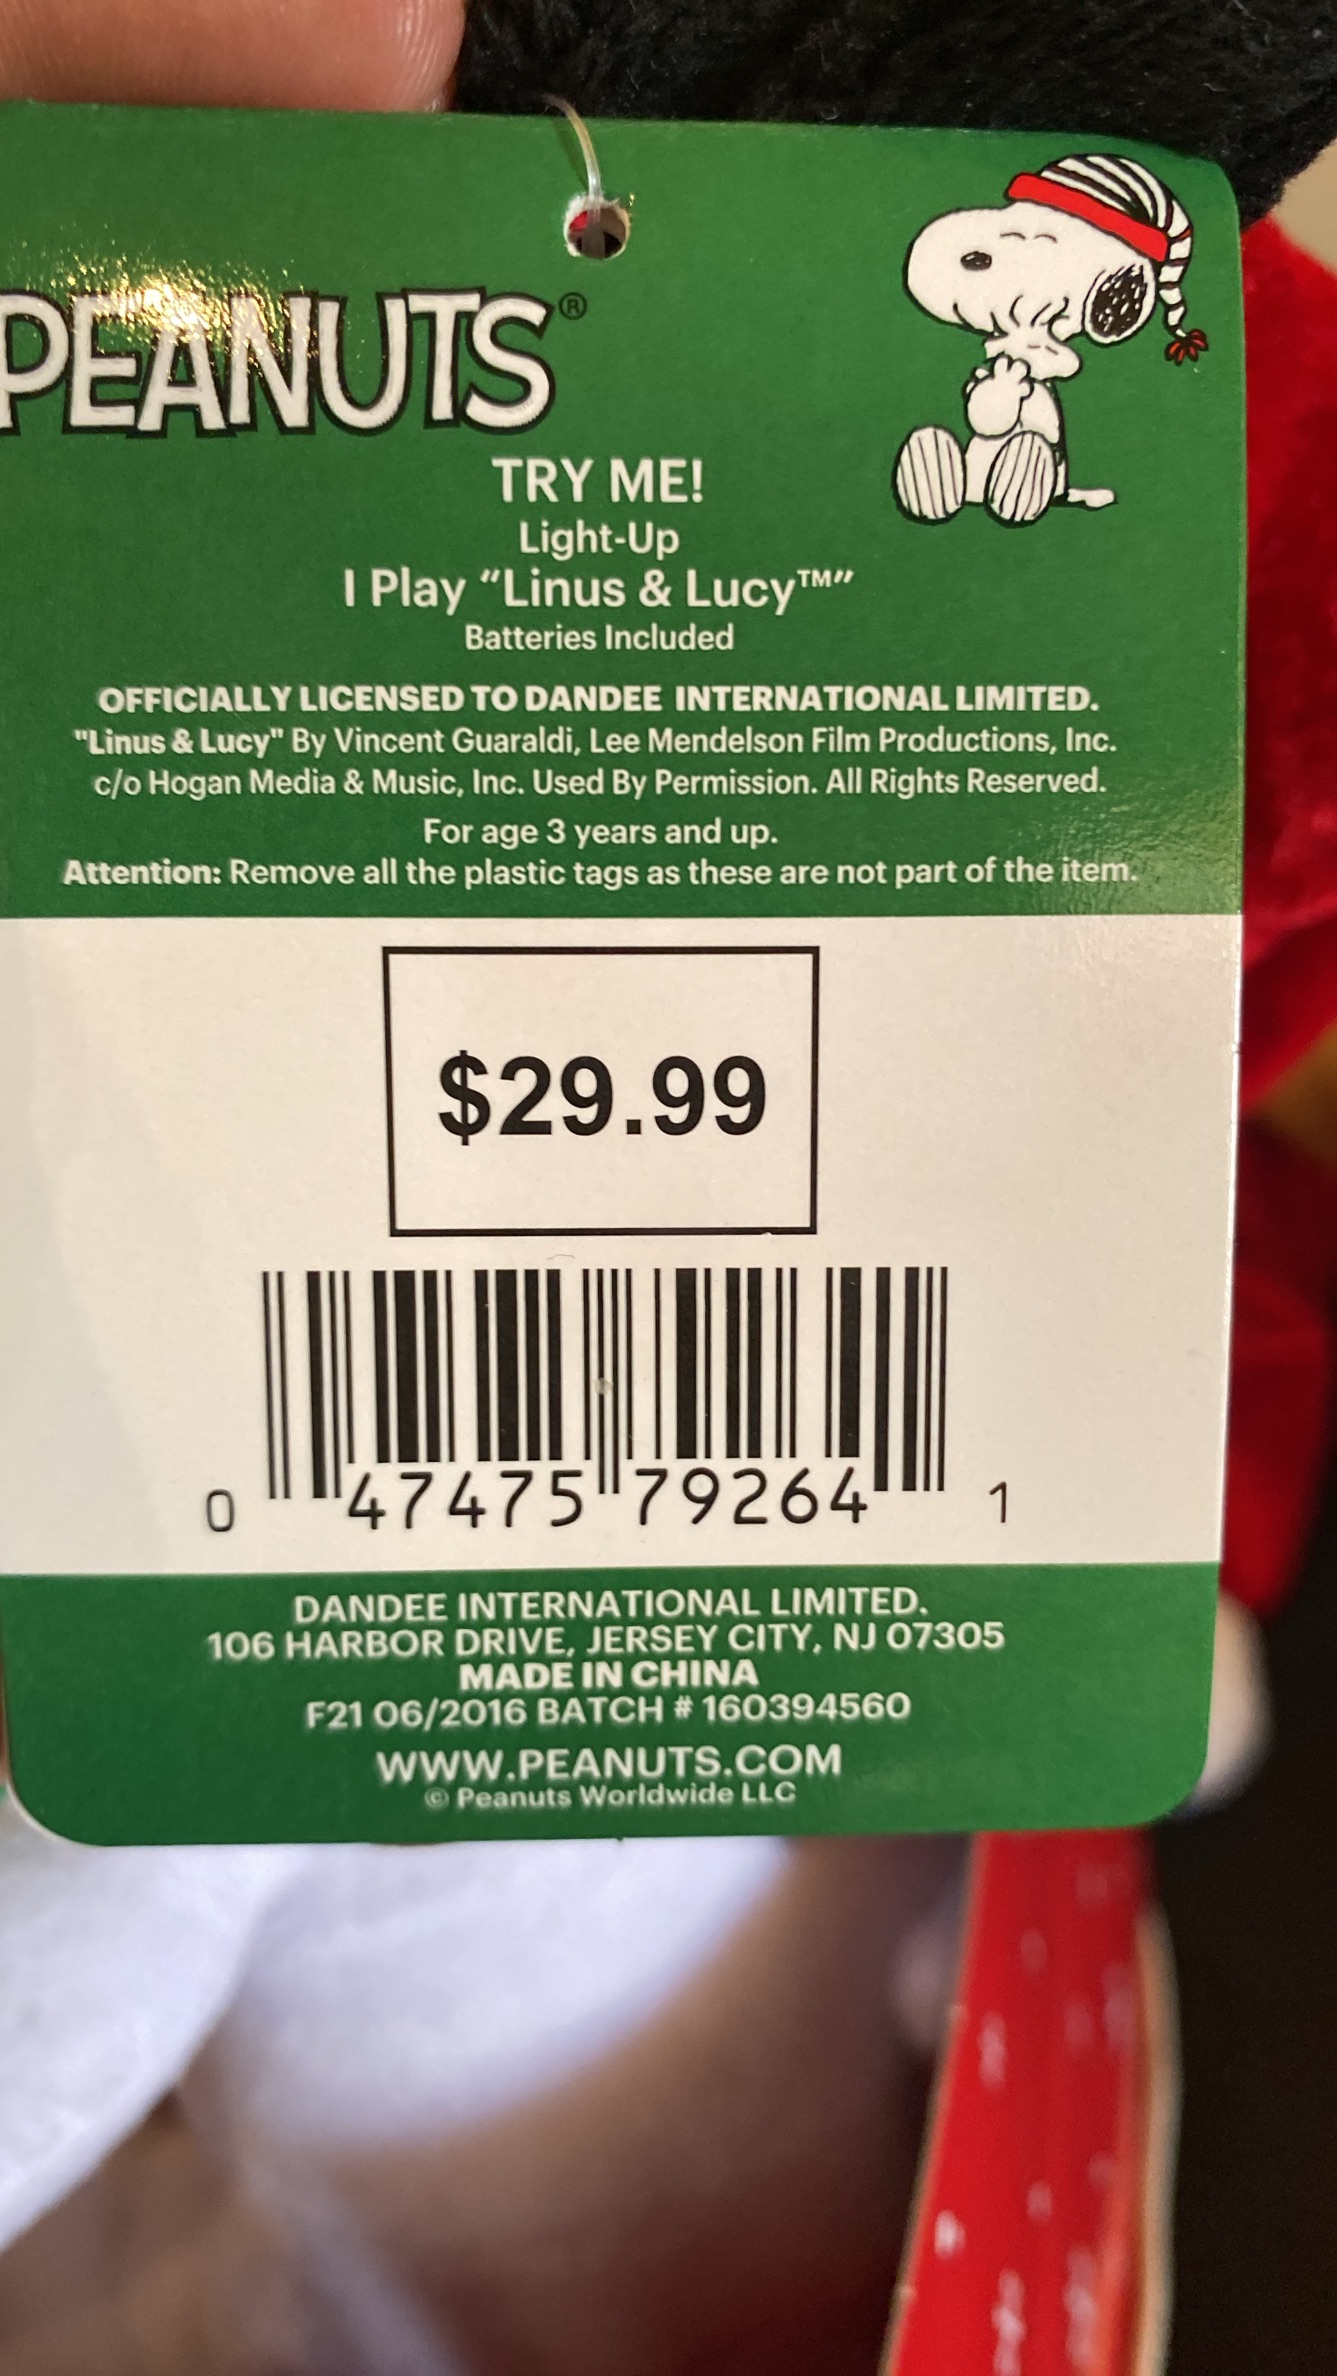 PEANUTS®
TRY ME!
Light-Up
I Play “Linus & Lucy™”
Batteries Included
OFFICIALLY LICENSED TO DANDEE INTERNATIONAL LIMITED.
"Linus & Lucy" By Vincent Guaraldi, Lee Mendelson Film Productions, Inc.
c/o Hogan Media & Music, Inc. Used By Permission. All Rights Reserved.
For age 3 years and up.
Attention: Remove all the plastic tags as these are not part of the item.
$29.99
0 47475 79264 1
DANDEE INTERNATIONAL LIMITED.
106 HARBOR DRIVE, JERSEY CITY, NJ 07305
MADE IN CHINA
F21 06/2016 BATCH # 160394560
WWW.PEANUTS.COM
© Peanuts Worldwide LLC